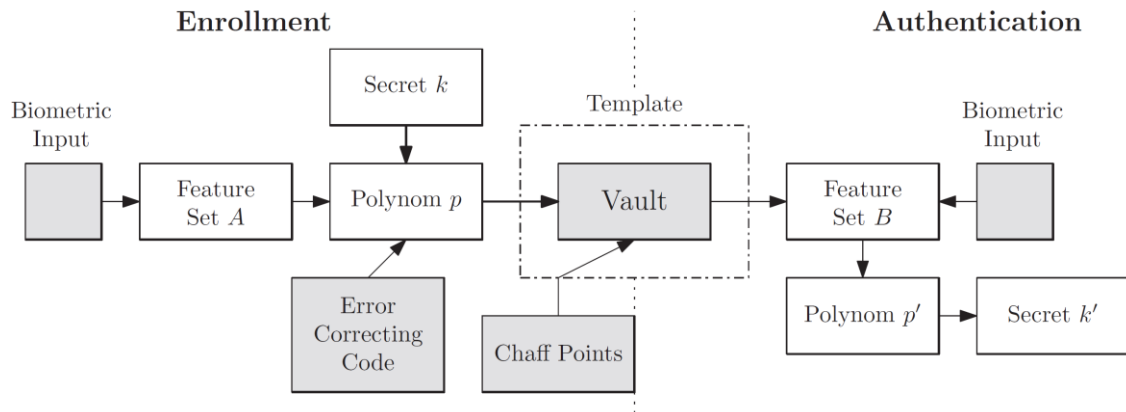 Enrollment
Authentication
Secret k
Template
Biometric
Input
Biometric
Input
Feature
Set A
Polynom p
Vault
Feature
Set B
Error
Correcting
Code
Chaff Points
Polynom p′
Secret k′